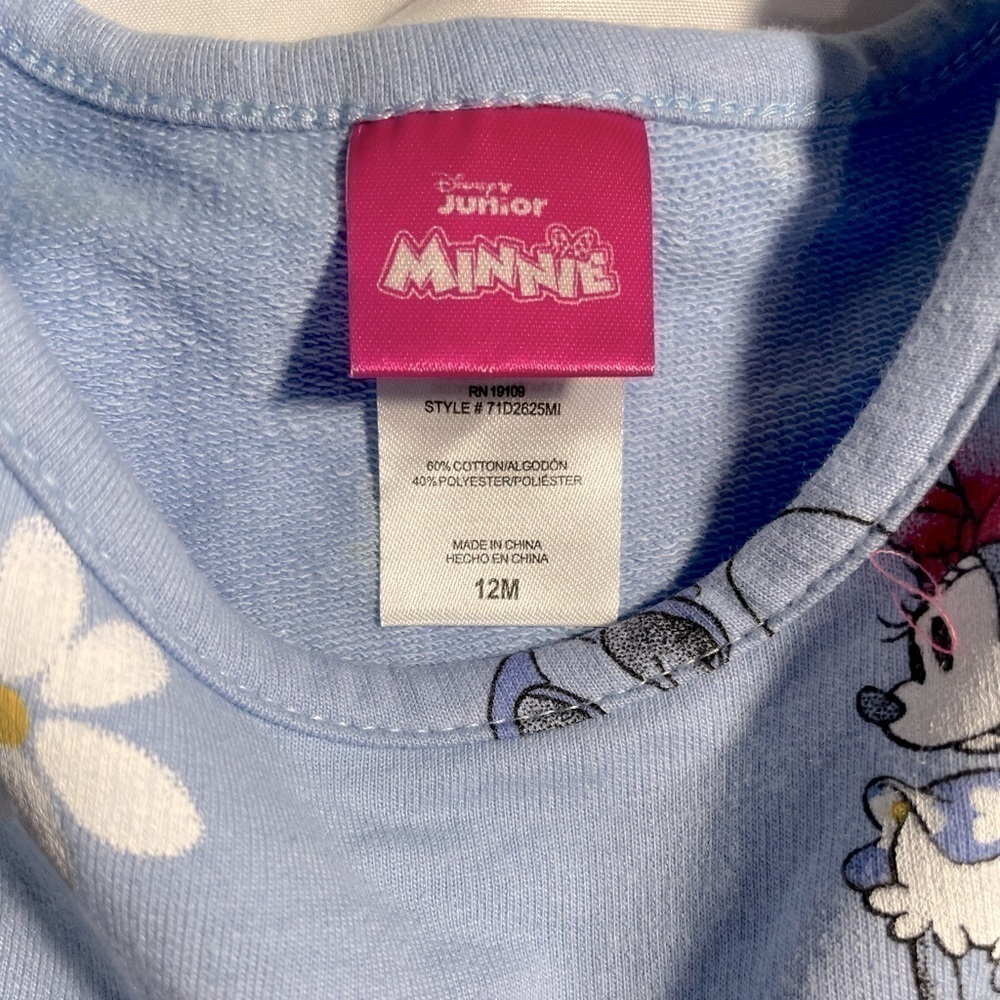 Disney
Junior
MINNIE
RN 19109
STYLE # 71D2625MI
60% COTTON/ALGODÓN
40% POLYESTER/POLIÉSTER
MADE IN CHINA
HECHO EN CHINA
12M